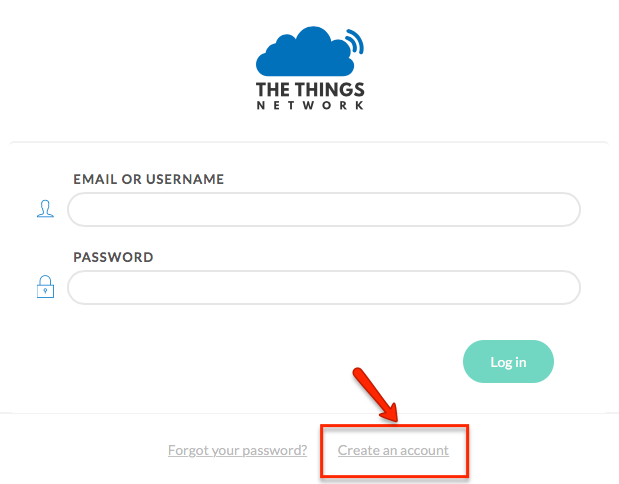 THE THINGS
NETWORK
EMAIL OR USERNAME
PASSWORD
Log in
Forgot your password? Create an account